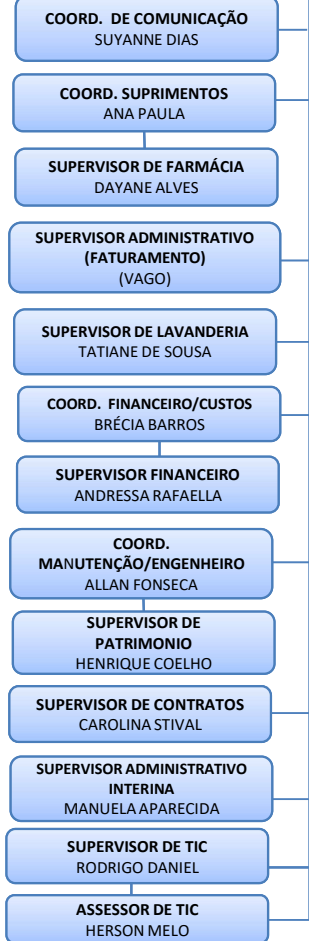 COORD. DE COMUNICAÇÃO
SUYANNE DIAS
COORD. SUPRIMENTOS
ANA PAULA
SUPERVISOR DE FARMÁCIA
DAYANE ALVES
SUPERVISOR ADMINISTRATIVO
(FATURAMENTO)
(VAGO)
SUPERVISOR DE LAVANDERIA
TATIANE DE SOUSA
COORD. FINANCEIRO/CUSTOS
BRÉCIA BARROS
SUPERVISOR FINANCEIRO
ANDRESSA RAFAELLA
COORD.
MANUTENÇÃO/ENGENHEIRO
ALLAN FONSECA
SUPERVISOR DE
PATRIMONIO
HENRIQUE COELHO
SUPERVISOR DE CONTRATOS
CAROLINA STIVAL
SUPERVISOR ADMINISTRATIVO
INTERINA
MANUELA APARECIDA
SUPERVISOR DE TIC
RODRIGO DANIEL
ASSESSOR DE TIC
HERSON MELO